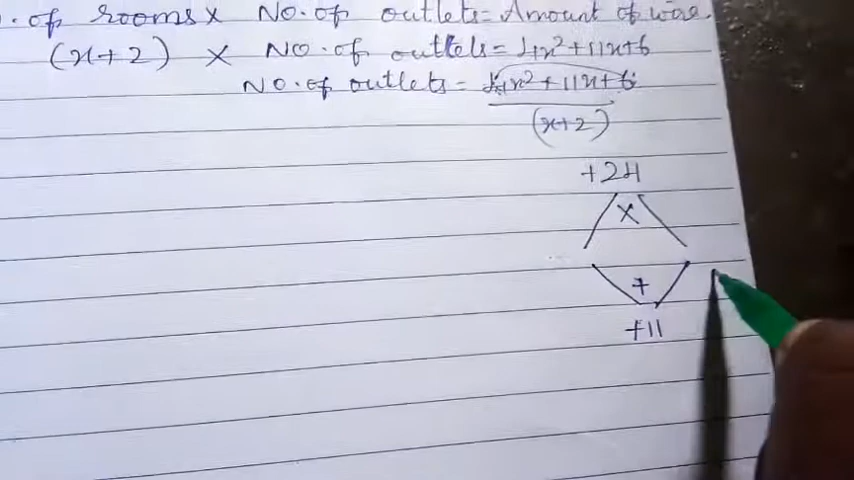 . of rooms x No. of outlets = Amount of wire.
(x+2) x No. of outlets = 4x²+11x+6
No. of outlets = 4x²+11x+6
(x+2)
+24
x
+
+11